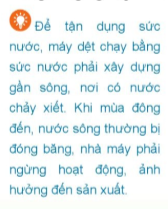 Để tận dụng sức
nước, máy dệt chạy bằng
sức nước phải xây dựng
gần sông, nơi có nước
chảy xiết. Khi mùa đông
đến, nước sông thường bị
đóng băng, nhà máy phải
ngừng hoạt động, ảnh
hưởng đến sản xuất.